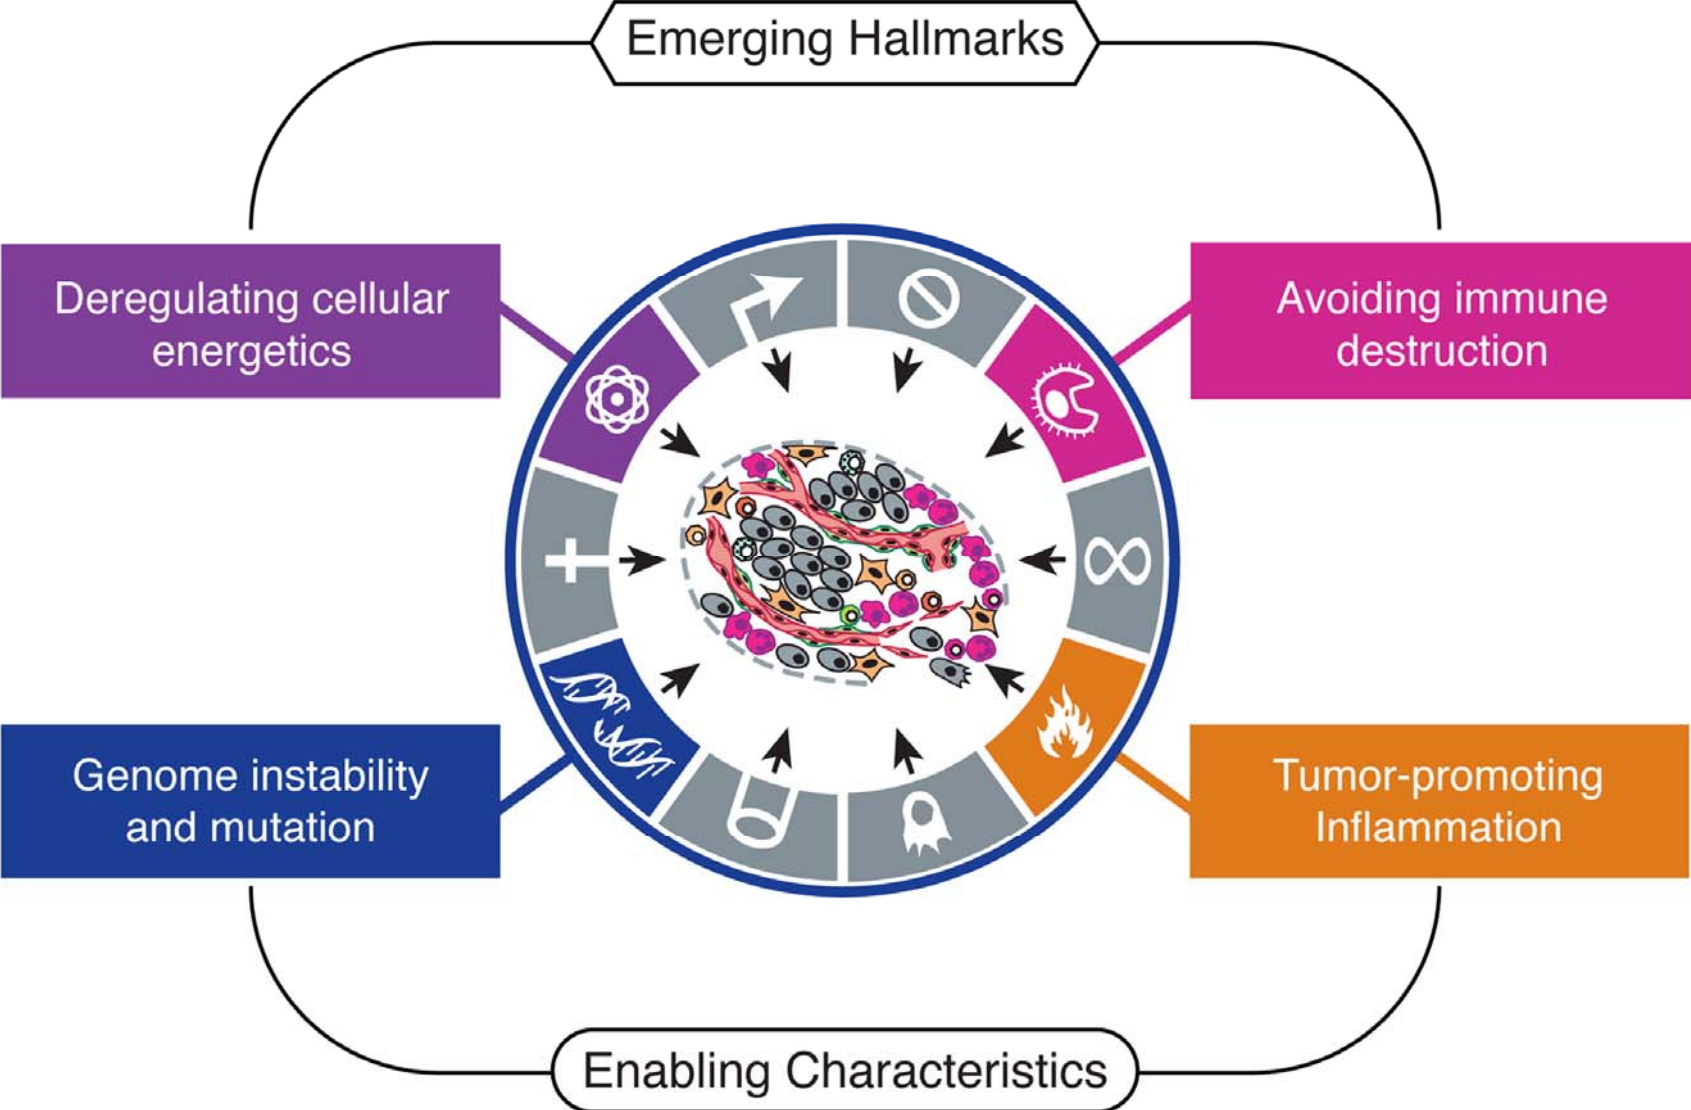 Emerging Hallmarks
Deregulating cellular
energetics
Avoiding immune
destruction
Genome instability
and mutation
Tumor-promoting
Inflammation
Enabling Characteristics